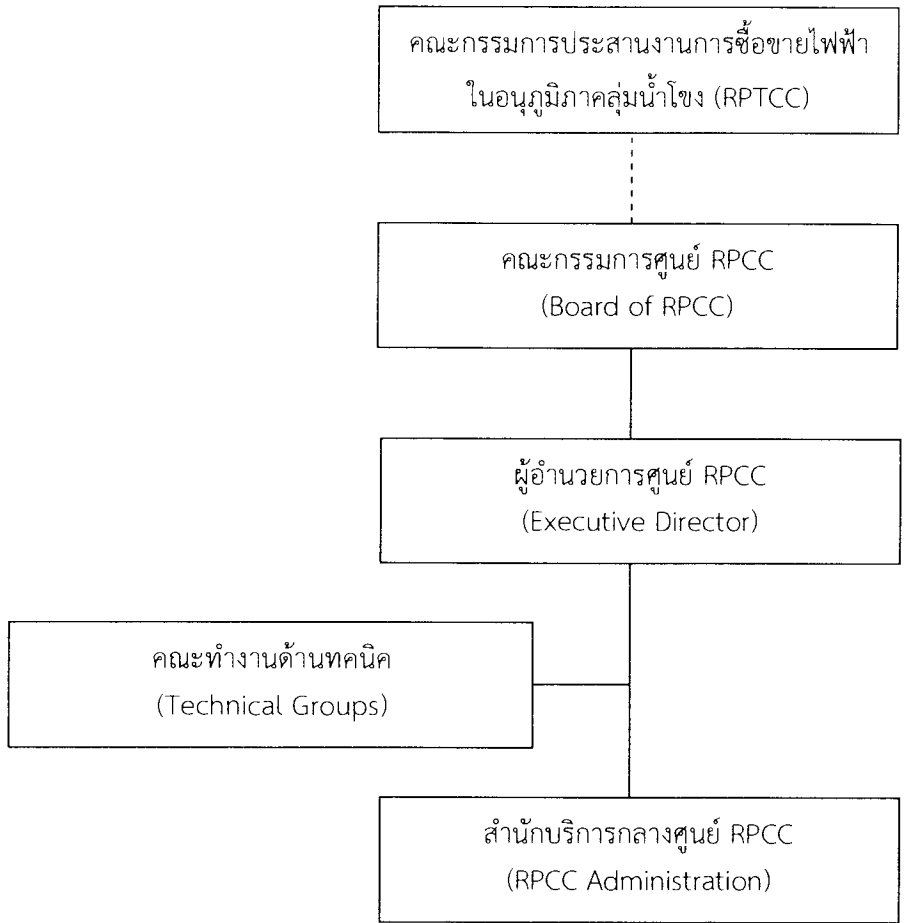 คณะกรรมการประสานงานการซื้อขายไฟฟ้า
ในอนุภูมิภาคลุ่มน้ำโขง (RPTCC)
คณะกรรมการศูนย์ RPCC
(Board of RPCC)
ผู้อำนวยการศูนย์ RPCC
(Executive Director)
คณะทำงานด้านทคนิค
(Technical Groups)
สำนักบริการกลางศูนย์ RPCC
(RPCC Administration)